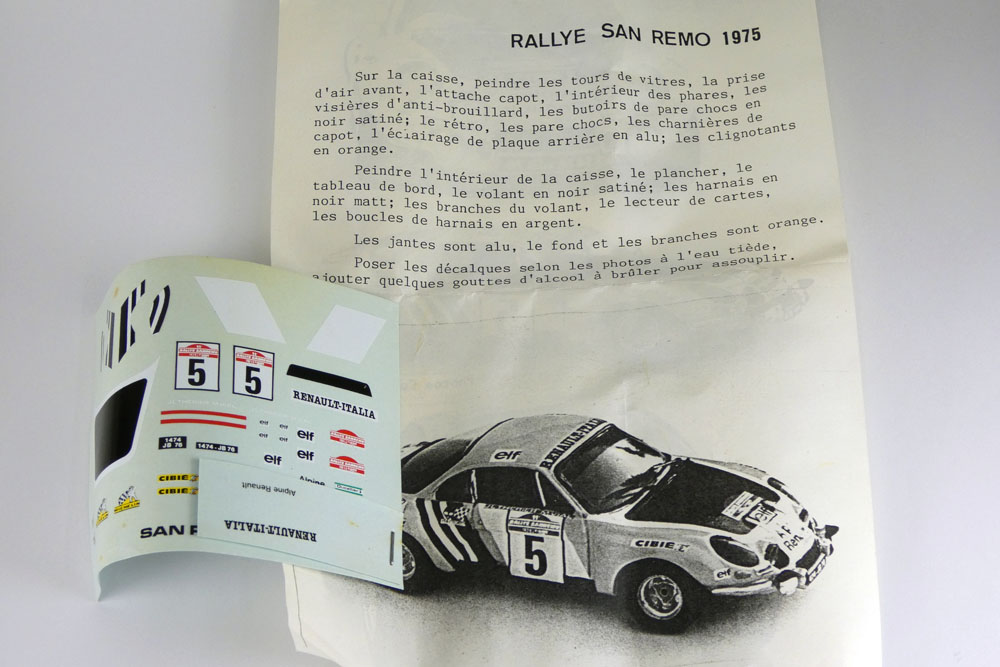 RALLYE SAN REMO 1975
Sur la caisse, peindre les tours de vitres, la prise
d'air avant, l'attache capot, l'intérieur des phares, les
visières d'anti-brouillard, les butoirs de pare chocs en
noir satiné; le rétro, les pare chocs, les charnières de
capot, l'éclairage de plaque arrière en alu; les clignotants
en orange.
Peindre l'intérieur de la caisse, le plancher, le
tableau de bord, le volant en noir satiné; les harnais en
noir matt; les branches du volant, le lecteur de cartes,
les boucles de harnais en argent.
Les jantes sont alu, le fond et les branches sont orange.
Poser les décalques selon les photos à l'eau tiède,
ajouter quelques gouttes d'alcool à brûler pour assouplir.
5
5
RENAULT-ITALIA
elf
elf
elf
elf
elf
elf
elf
1474
JB 76
1474-JB 76
CIBIE
CIBIE
Alpine
Alpine Renault
RENAULT-ITALIA
SAN R
elf
RENAULT-ITALIA
5
CIBIE
elf
elf
Ren